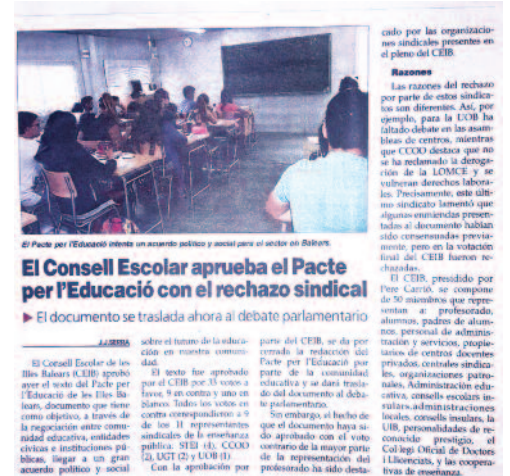 El Pacte per l'Educació intenta un acuerdo político y social para el sector en Balears.
El Consell Escolar aprueba el Pacte
per l'Educació con el rechazo sindical
▶ El documento se traslada ahora al debate parlamentario
J.J. SERRA
El Consell Escolar de les
Illes Balears (CEIB) aprobó
ayer el texto del Pacte per
l'Educació de les Illes Ba-
lears, documento que tiene
como objetivo, a través de
la negociación entre comu-
nidad educativa, entidades
cívicas e instituciones pú-
blicas, llegar a un gran
acuerdo político y social
sobre el futuro de la educa-
ción en nuestra comuni-
dad.
El texto fue aprobado
por el CEIB por 33 votos a
favor, 9 en contra y uno en
blanco. Todos los votos en
contra correspondieron a 9
de los 11 representantes
sindicales de la enseñanza
pública: STEI (4), CCOO
(2), UGT (2) y UOB (1).
Con la aprobación por
parte del CEIB, se da por
cerrada la redacción del
Pacte per l'Educació por
parte de la comunidad
educativa y se dará trasla-
do del documento al deba-
te parlamentario.
Sin embargo, el hecho de
que el documento haya si-
do aprobado con el voto
contrario de la mayor parte
de la representación del
profesorado ha sido desta-
cado por las organizacio-
nes sindicales presentes en
el pleno del CEIB.
Razones
Las razones del rechazo
por parte de estos sindica-
tos son diferentes. Así, por
ejemplo, para la UOB ha
faltado debate en las asam-
bleas de centros, mientras
que CCOO destaca que no
se ha reclamado la deroga-
ción de la LOMCE y se
vulneran derechos labora-
les. Precisamente, este últi-
mo sindicato lamentó que
algunas enmiendas presen-
tadas al documento habían
sido consensuadas previa-
mente, pero en la votación
final del CEIB fueron re-
chazadas.
El CEIB, presidido por
Pere Carrió, se compone
de 50 miembros que repre-
sentan a: profesorado,
alumnos, padres de alum-
nos, personal de adminis-
tración y servicios, propie-
tarios de centros docentes
privados, centrales sindica-
les, organizaciones patro-
nales, Administración edu-
cativa, consells escolars in-
sulars, administraciones
locales, consells insulars, la
UIB, personalidades de re-
conocido prestigio, el
Col·legi Oficial de Doctors
i Llicenciats, y las coopera-
tivas de enseñanza.